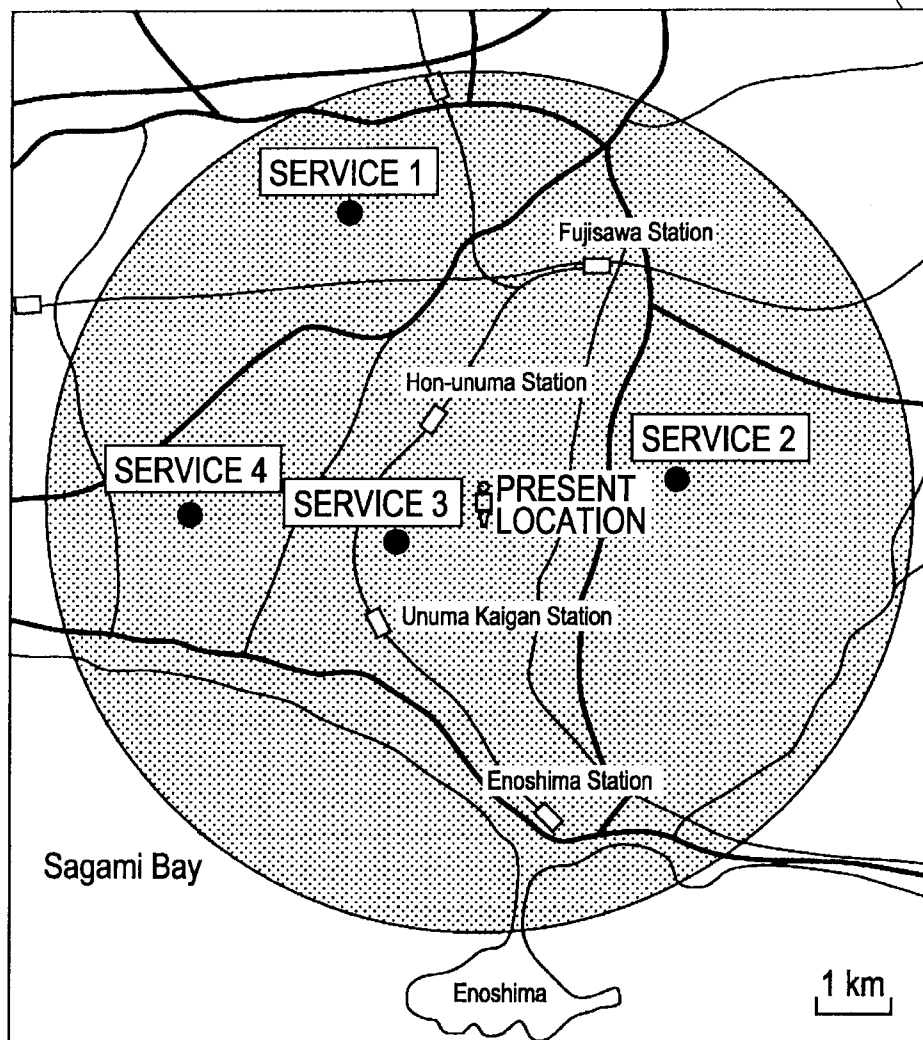 SERVICE 1
Fujisawa Station
Hon-unuma Station
SERVICE 2
SERVICE 4
SERVICE 3
PRESENT
LOCATION
Unuma Kaigan Station
Enoshima Station
Sagami Bay
Enoshima
1 km